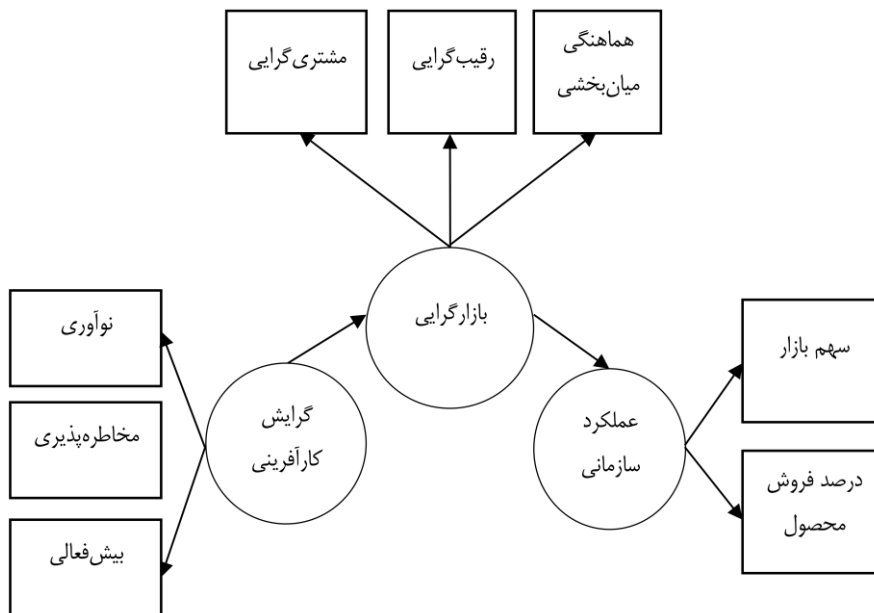 هماهنگی
میان‌بخشی
رقیب‌گرایی
مشتری‌گرایی
بازارگرایی
سهم بازار
درصد فروش
محصول
عملکرد
سازمانی
گرایش
کارآفرینی
نوآوری
مخاطره‌پذیری
بیش‌فعالی